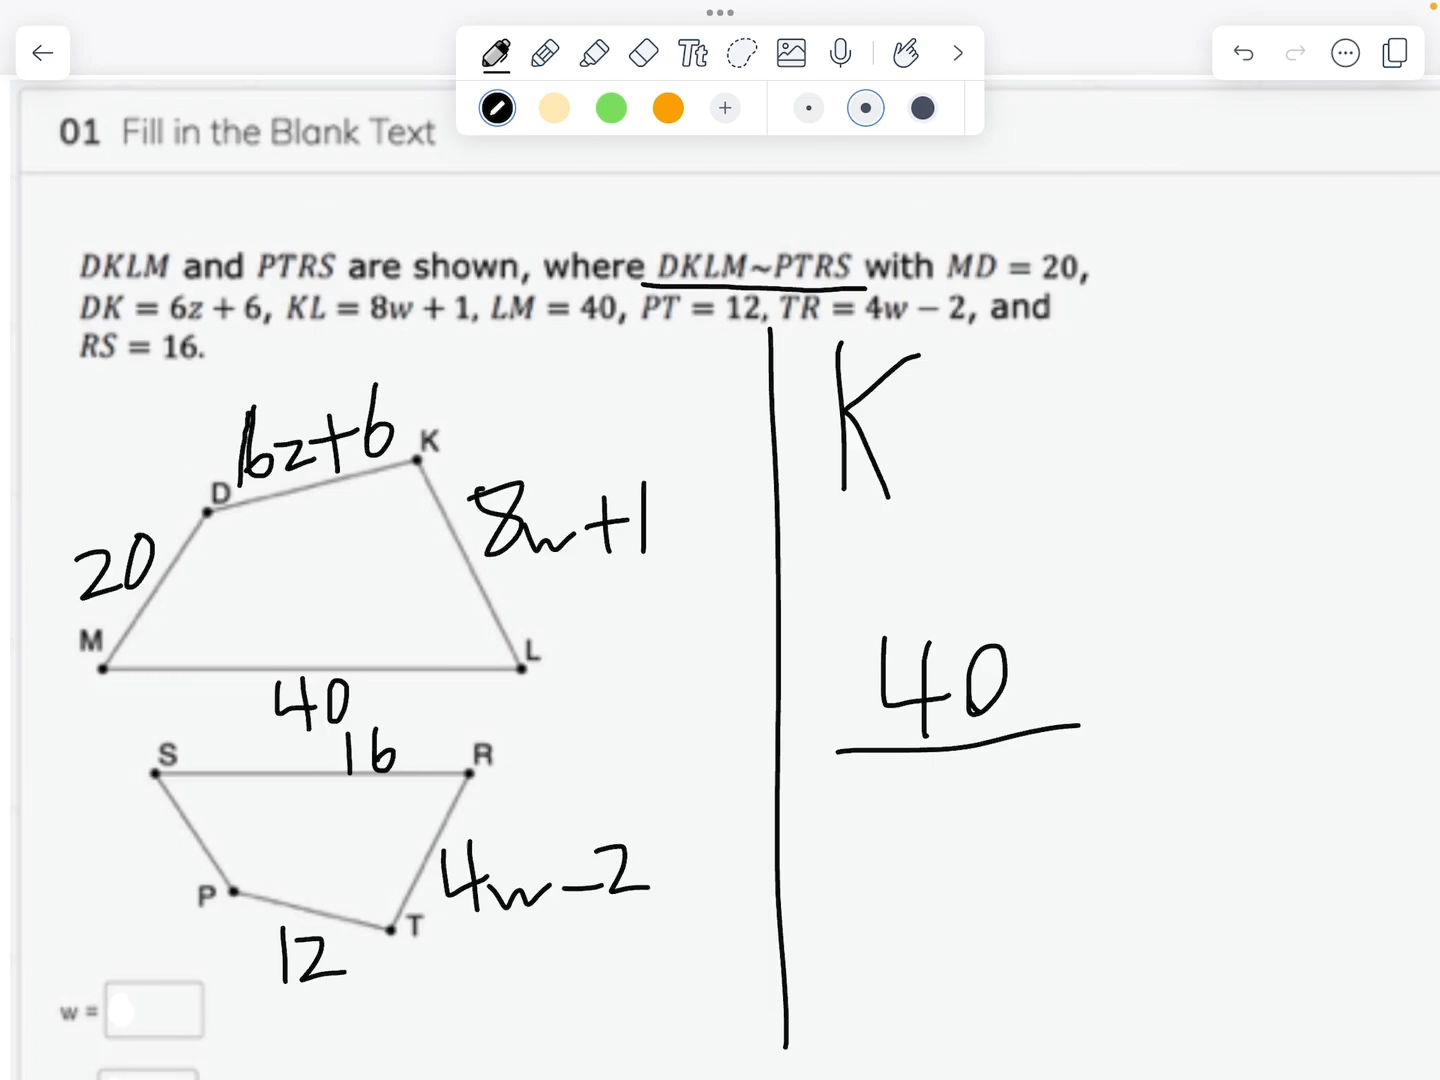 Tt
01 Fill in the Blank Text
DKLM and PTRS are shown, where DKLM~PTRS with MD = 20,
DK = 6z + 6, KL = 8w + 1, LM = 40, PT = 12, TR = 4w − 2, and
RS = 16.
K
6z+6
K
D
8w+1
20
M
L
40
40
16
S
R
4w−2
P
T
12
w =